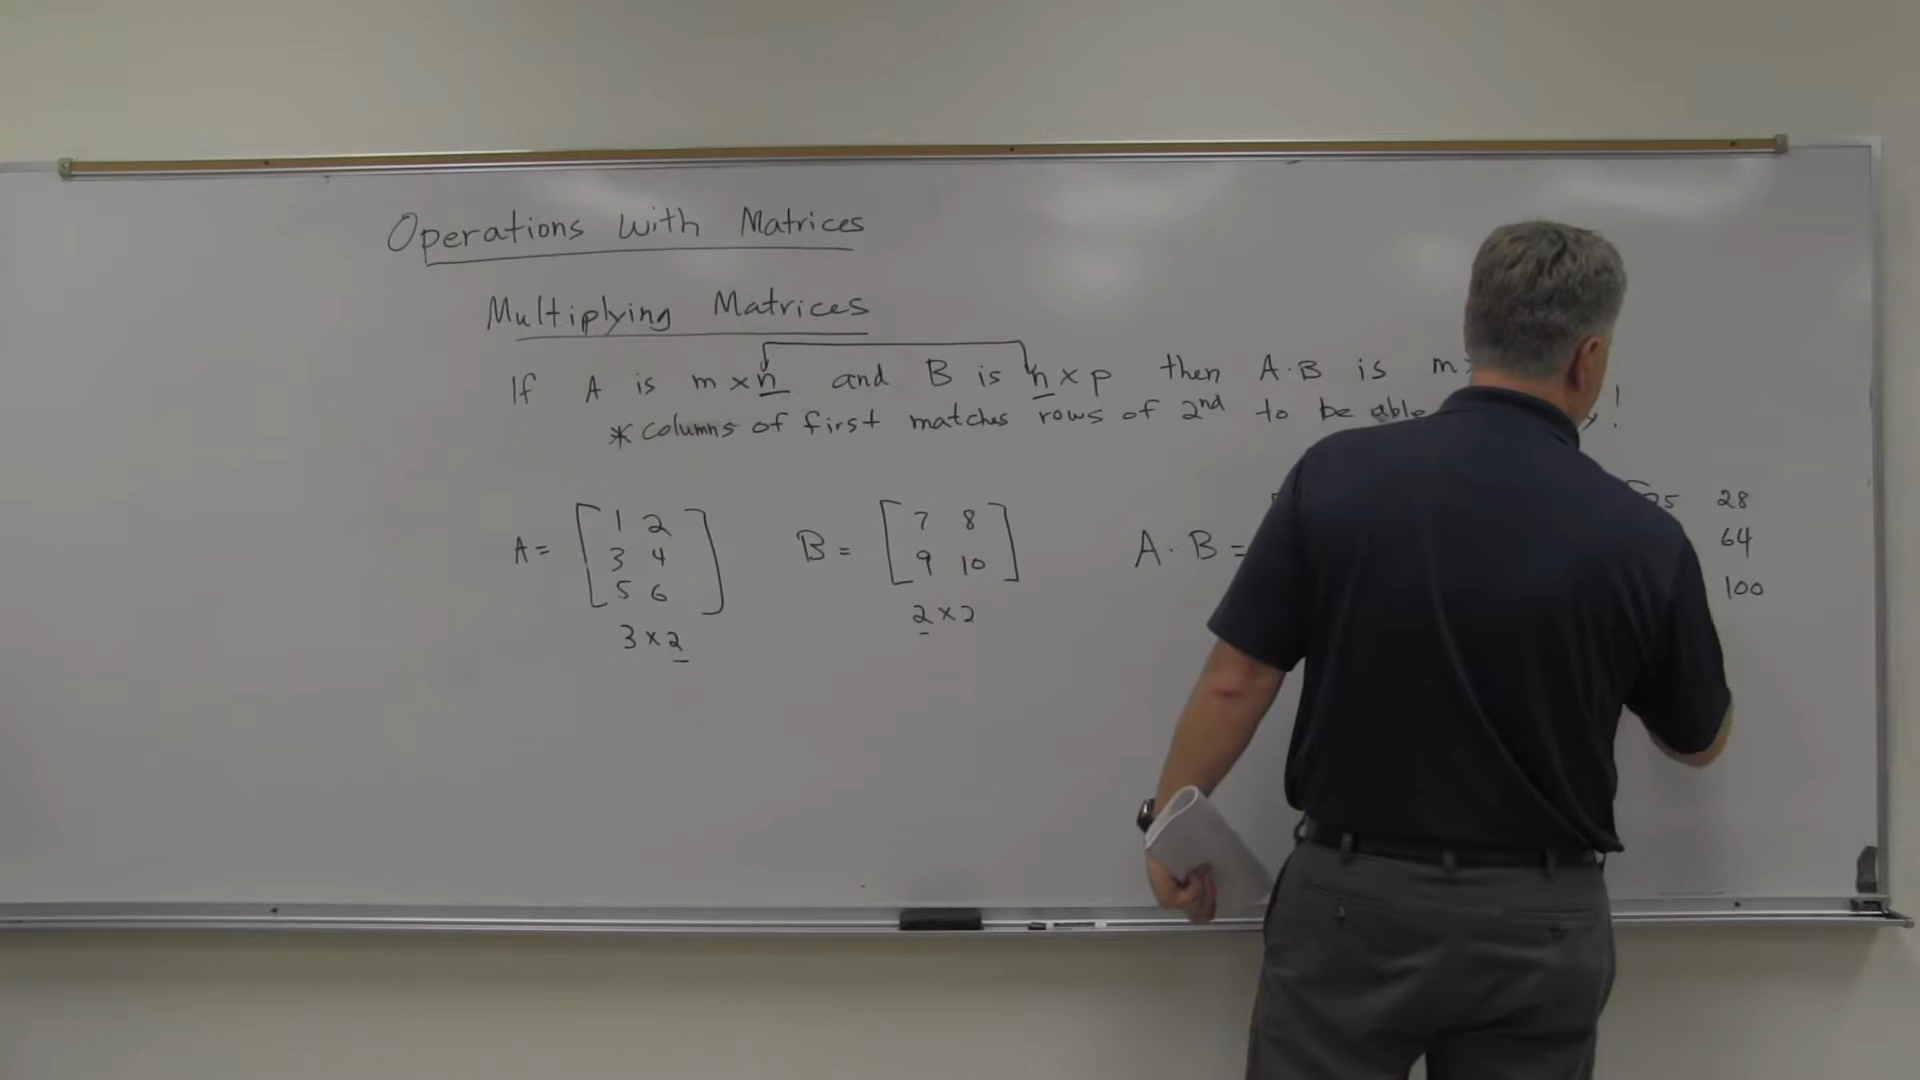 Operations with Matrices
Multiplying Matrices
If A is m x n and B is n x p then A · B is m
* columns of first matches rows of 2nd to be able !
A = [ 1 2
3 4
5 6 ]
3 x 2
B = [ 7 8
9 10 ]
2 x 2
A · B =
28
64
100